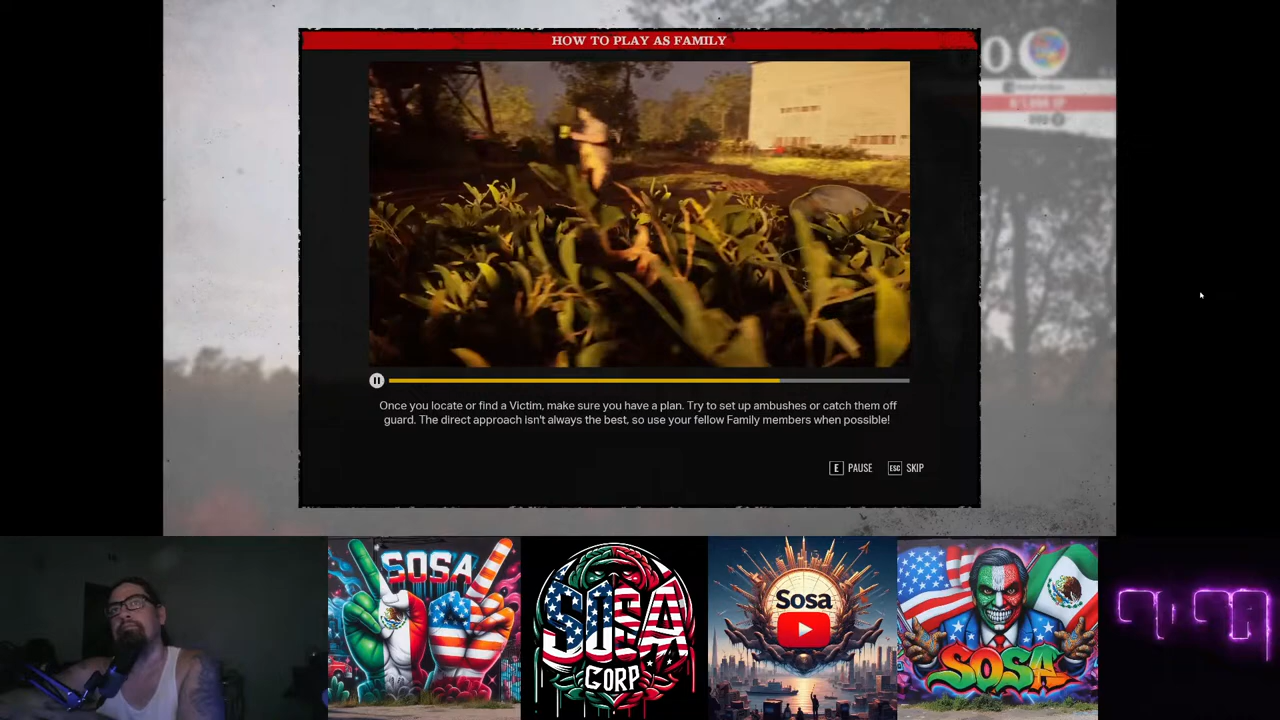 HOW TO PLAY AS FAMILY
Once you locate or find a Victim, make sure you have a plan. Try to set up ambushes or catch them off
guard. The direct approach isn't always the best, so use your fellow Family members when possible!
E PAUSE ESC SKIP
SOSA
SOSA
CORP
Sosa
SOSA